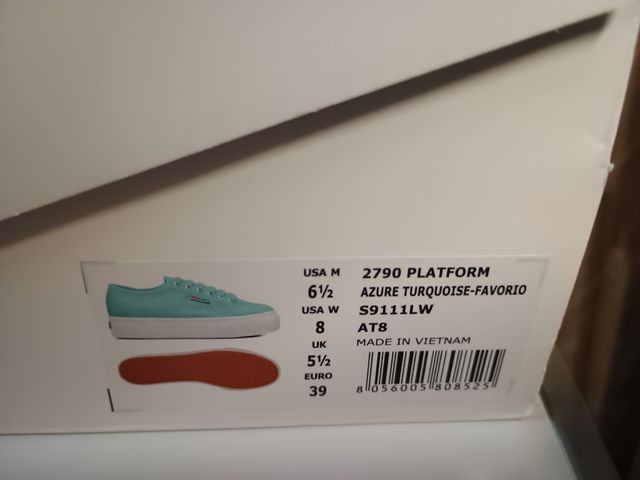 USA M
6½
USA W
8
UK
5½
EURO
39
2790 PLATFORM
AZURE TURQUOISE-FAVORIO
S9111LW
AT8
MADE IN VIETNAM
8 056005 808525